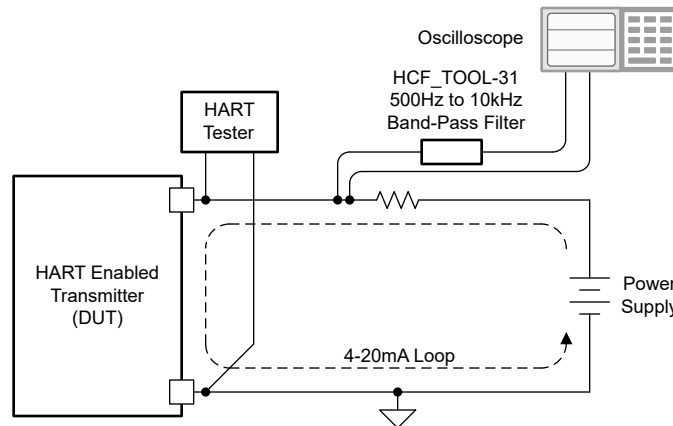 Oscilloscope
HCF_TOOL-31
500Hz to 10kHz
Band-Pass Filter
HART
Tester
HART Enabled
Transmitter
(DUT)
Power
Supply
4-20mA Loop